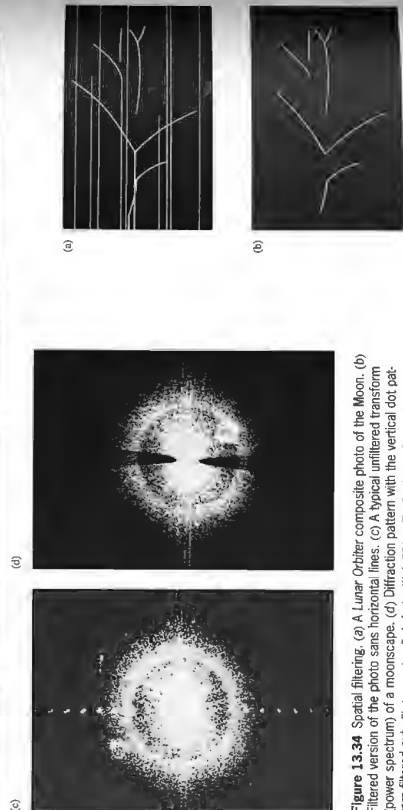 (c)
(d)
(a)
(b)
Figure 13.34 Spatial filtering. (a) A Lunar Orbiter composite photo of the Moon. (b)
Filtered version of the photo sans horizontal lines. (c) A typical unfiltered transform
(power spectrum) of a moonscape. (d) Diffraction pattern with the vertical dot pat-